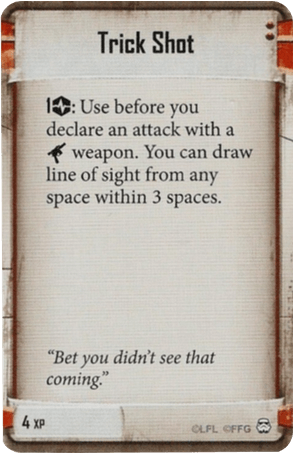 Trick Shot
1: Use before you
declare an attack with a
weapon. You can draw
line of sight from any
space within 3 spaces.
“Bet you didn’t see that
coming.”
4 XP
©LFL ©FFG